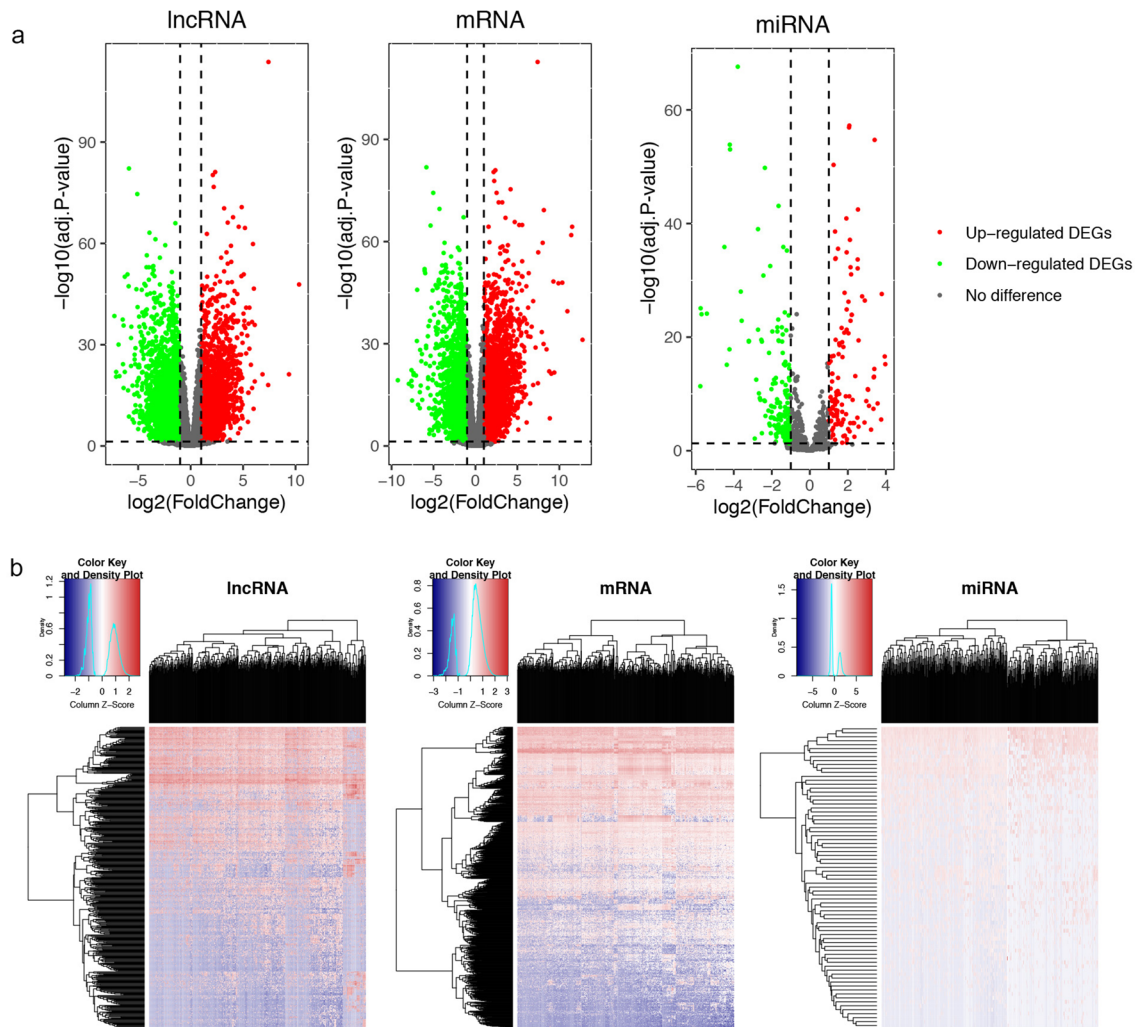 a
lncRNA
−log10(adj.P−value)
90
60
30
0
−5
0
5
10
log2(FoldChange)
mRNA
−log10(adj.P−value)
90
60
30
0
−10
−5
0
5
10
log2(FoldChange)
miRNA
−log10(adj.P−value)
60
40
20
0
−6
−4
−2
0
2
4
log2(FoldChange)
Up−regulated DEGs
Down−regulated DEGs
No difference
b
Color Key
and Density Plot
Density
0
0.2
0.6
1.2
−2
0
1
2
Column Z−Score
lncRNA
Color Key
and Density Plot
Density
0
0.2
0.4
0.6
0.8
−3
−1
1
2
3
Column Z−Score
mRNA
Color Key
and Density Plot
Density
0
0.5
1.0
1.5
−5
0
5
Column Z−Score
miRNA